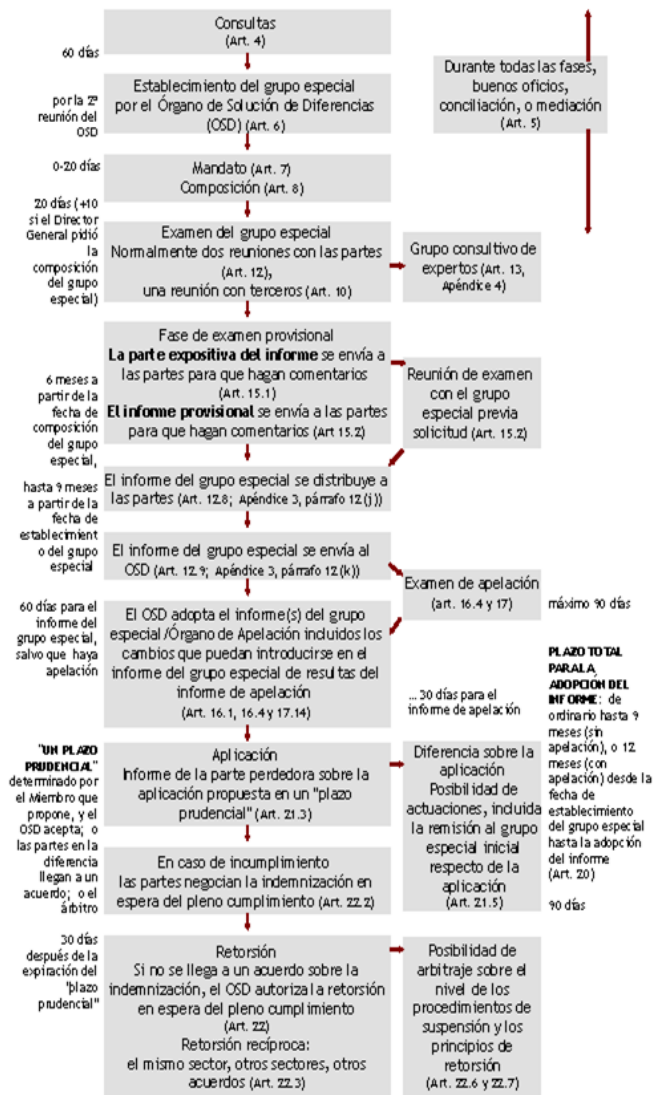 Consultas
(Art. 4)
60 días
Durante todas las fases,
buenos oficios,
conciliación, o mediación
(Art. 5)
Establecimiento del grupo especial
por el Órgano de Solución de Diferencias
(OSD) (Art. 6)
por la 2ª
reunión del
OSD
0-20 días
Mandato (Art. 7)
Composición (Art. 8)
20 días (+10
si el Director
General pidió
la
composición
del grupo
especial)
Examen del grupo especial
Normalmente dos reuniones con las partes
(Art. 12),
una reunión con terceros (Art. 10)
Grupo consultivo de
expertos (Art. 13,
Apéndice 4)
Fase de examen provisional
La parte expositiva del informe se envía a
las partes para que hagan comentarios
(Art. 15.1)
El informe provisional se envía a las partes
para que hagan comentarios (Art. 15.2)
Reunión de examen
con el grupo
especial previa
solicitud (Art. 15.2)
6 meses a
partir de la
fecha de
composición
del grupo
especial,
hasta 9 meses
a partir de la
fecha de
establecimient
o del grupo
especial
El informe del grupo especial se distribuye a
las partes (Art. 12.8; Apéndice 3, párrafo 12(j))
El informe del grupo especial se envía al
OSD (Art. 12.9; Apéndice 3, párrafo 12(k))
Examen de apelación
(art. 16.4 y 17)
máximo 90 días
60 días para el
informe del
grupo especial,
salvo que haya
apelación
El OSD adopta el informe(s) del grupo
especial/Órgano de Apelación incluidos los
cambios que puedan introducirse en el
informe del grupo especial de resultas del
informe de apelación
(Art. 16.1, 16.4 y 17.14)
... 30 días para el
informe de apelación
PLAZO TOTAL
PARA LA
ADOPCIÓN DEL
INFORME: de
ordinario hasta 9
meses (sin
apelación), o 12
meses (con
apelación) desde la
fecha de
establecimiento
del grupo especial
hasta la adopción
del informe
(Art. 20)
"UN PLAZO
PRUDENCIAL"
determinado por
el Miembro que
propone, y el
OSD acepta; o
las partes en la
diferencia
llegan a un
acuerdo; o el
árbitro
Aplicación
Informe de la parte perdedora sobre la
aplicación propuesta en un "plazo
prudencial" (Art. 21.3)
Diferencia sobre la
aplicación
Posibilidad de
actuaciones, incluida
la remisión al grupo
especial inicial
respecto de la
aplicación
(Art. 21.5)
90 días
En caso de incumplimiento
las partes negocian la indemnización en
espera del pleno cumplimiento (Art. 22.2)
30 días
después de la
expiración del
"plazo
prudencial"
Retorsión
Si no se llega a un acuerdo sobre la
indemnización, el OSD autoriza la retorsión
en espera del pleno cumplimiento
(Art. 22)
Retorsión recíproca:
el mismo sector, otros sectores, otros
acuerdos (Art. 22.3)
Posibilidad de
arbitraje sobre el
nivel de los
procedimientos de
suspensión y los
principios de
retorsión
(Art. 22.6 y 22.7)